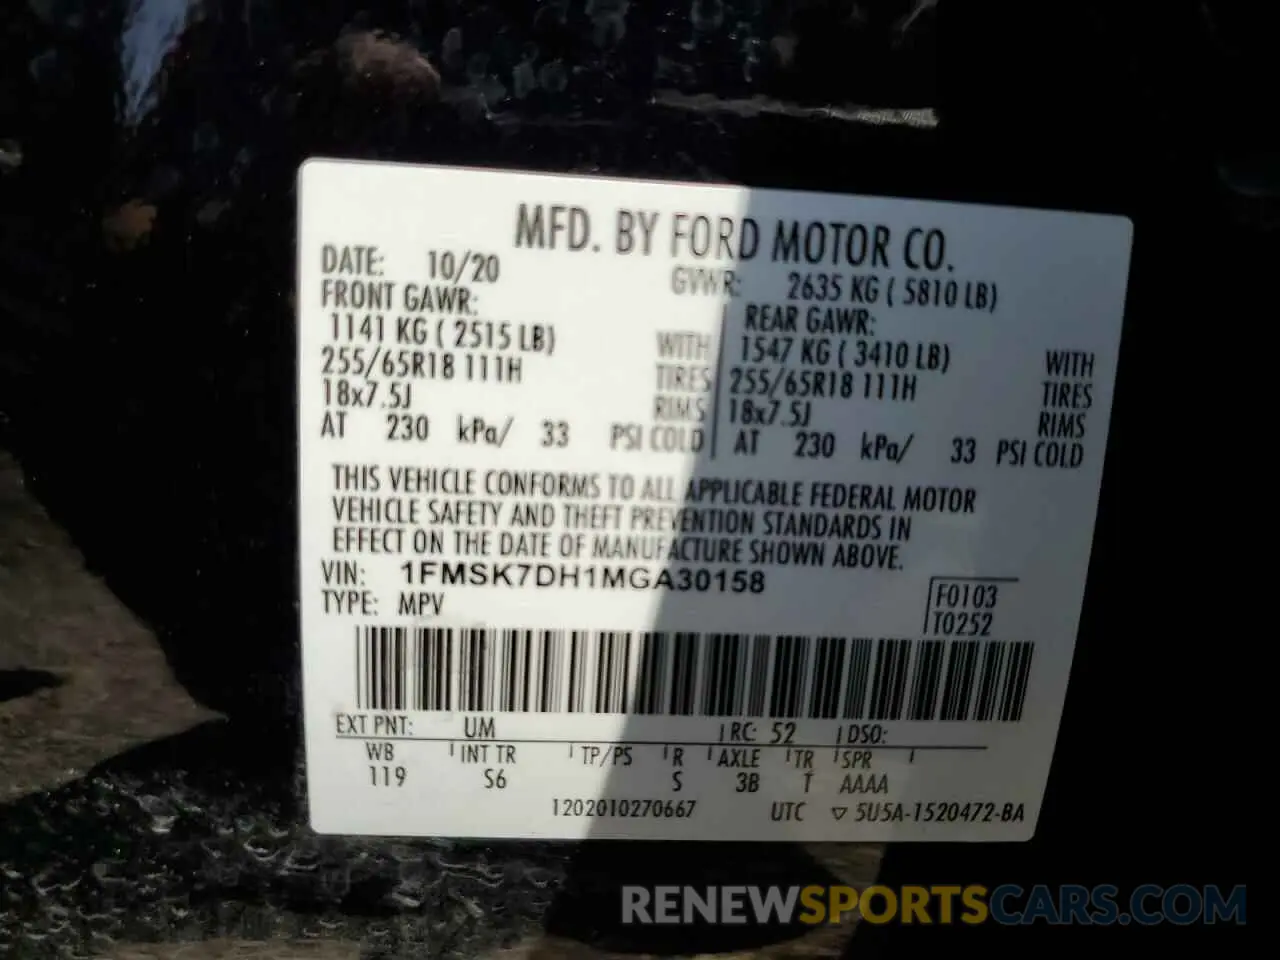 MFD. BY FORD MOTOR CO.
DATE: 10/20 GVWR: 2635 KG ( 5810 LB)
FRONT GAWR: REAR GAWR:
1141 KG ( 2515 LB) WITH 1547 KG ( 3410 LB) WITH
255/65R18 111H TIRES 255/65R18 111H TIRES
18x7.5J RIMS 18x7.5J RIMS
AT 230 kPa/ 33 PSI COLD AT 230 kPa/ 33 PSI COLD
THIS VEHICLE CONFORMS TO ALL APPLICABLE FEDERAL MOTOR
VEHICLE SAFETY AND THEFT PREVENTION STANDARDS IN
EFFECT ON THE DATE OF MANUFACTURE SHOWN ABOVE.
VIN: 1FMSK7DH1MGA30158
TYPE: MPV
F0103
T0252
EXT PNT: UM RC: 52 DSO:
WB INT TR TP/PS R AXLE TR SPR
119 S6 S 3B T AAAA
1202010270667 UTC ▽ 5U5A-1520472-BA
RENEWSPORTSCARS.COM